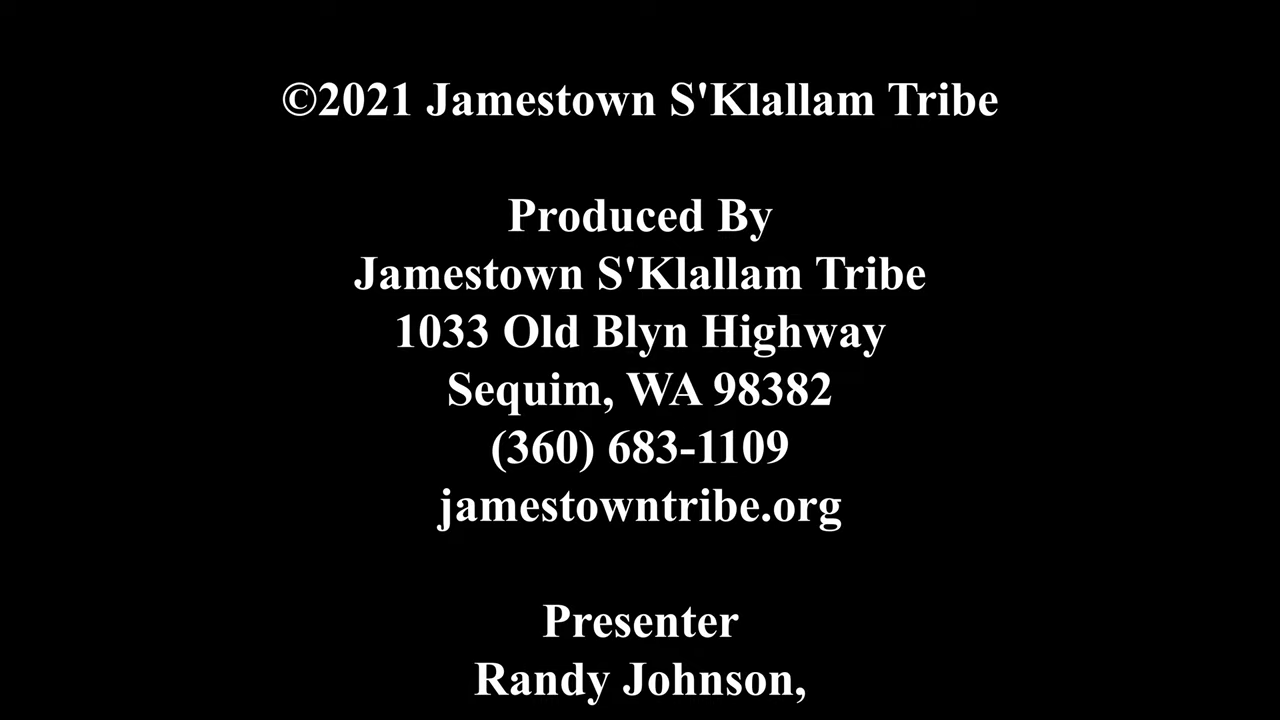 ©2021 Jamestown S'Klallam Tribe
Produced By
Jamestown S'Klallam Tribe
1033 Old Blyn Highway
Sequim, WA 98382
(360) 683-1109
jamestowntribe.org
Presenter
Randy Johnson,